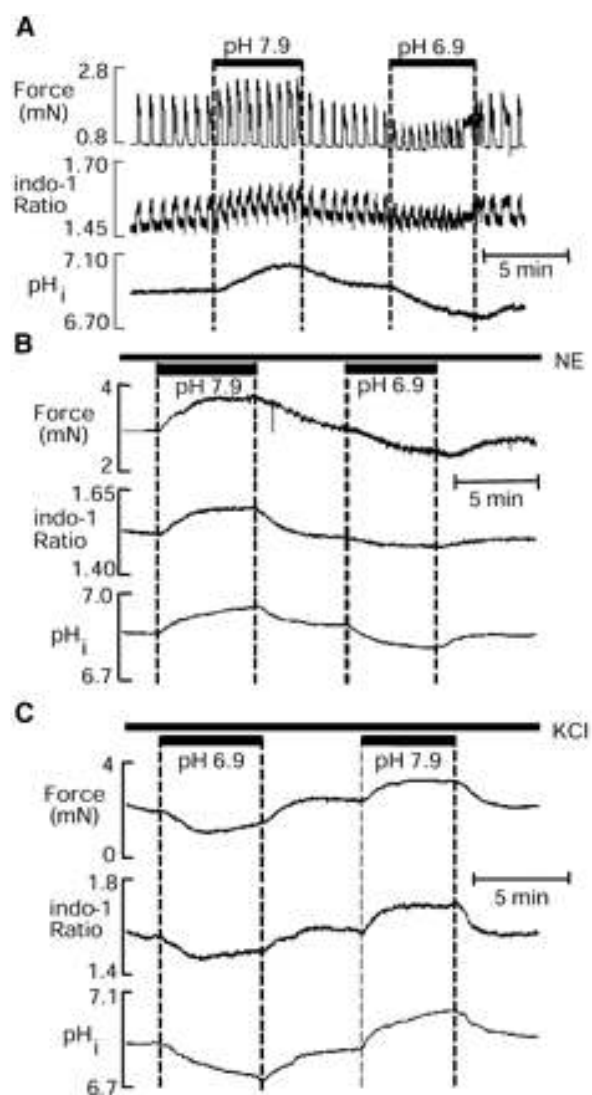 A
pH 7.9
pH 6.9
2.8
Force
(mN)
0.8
1.70
indo-1
Ratio
1.45
7.10
5 min
pHi
6.70
B
NE
pH 7.9
pH 6.9
4
Force
(mN)
2
1.65
5 min
indo-1
Ratio
1.40
7.0
pHi
6.7
C
KCl
pH 6.9
pH 7.9
4
Force
(mN)
0
1.8
5 min
indo-1
Ratio
1.4
7.1
pHi
6.7